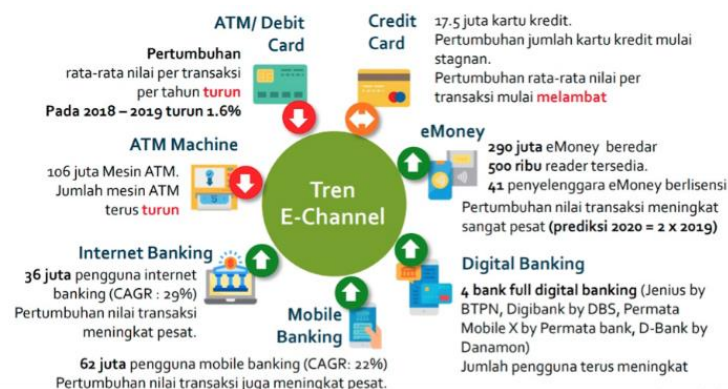 ATM/ Debit
Card
Pertumbuhan
rata-rata nilai per transaksi
per tahun turun
Pada 2018 – 2019 turun 1.6%
Credit
Card
17.5 juta kartu kredit.
Pertumbuhan jumlah kartu kredit mulai
stagnan.
Pertumbuhan rata-rata nilai per
transaksi mulai melambat
ATM Machine
106 juta Mesin ATM.
Jumlah mesin ATM
terus turun
Tren
E-Channel
eMoney
290 juta eMoney beredar
500 ribu reader tersedia.
41 penyelenggara eMoney berlisensi
Pertumbuhan nilai transaksi meningkat
sangat pesat (prediksi 2020 = 2 x 2019)
Internet Banking
36 juta pengguna internet
banking (CAGR : 29%)
Pertumbuhan nilai transaksi
meningkat pesat.
Mobile
Banking
62 juta pengguna mobile banking (CAGR: 22%)
Pertumbuhan nilai transaksi juga meningkat pesat.
Digital Banking
4 bank full digital banking (Jenius by
BTPN, Digibank by DBS, Permata
Mobile X by Permata bank, D-Bank by
Danamon)
Jumlah pengguna terus meningkat